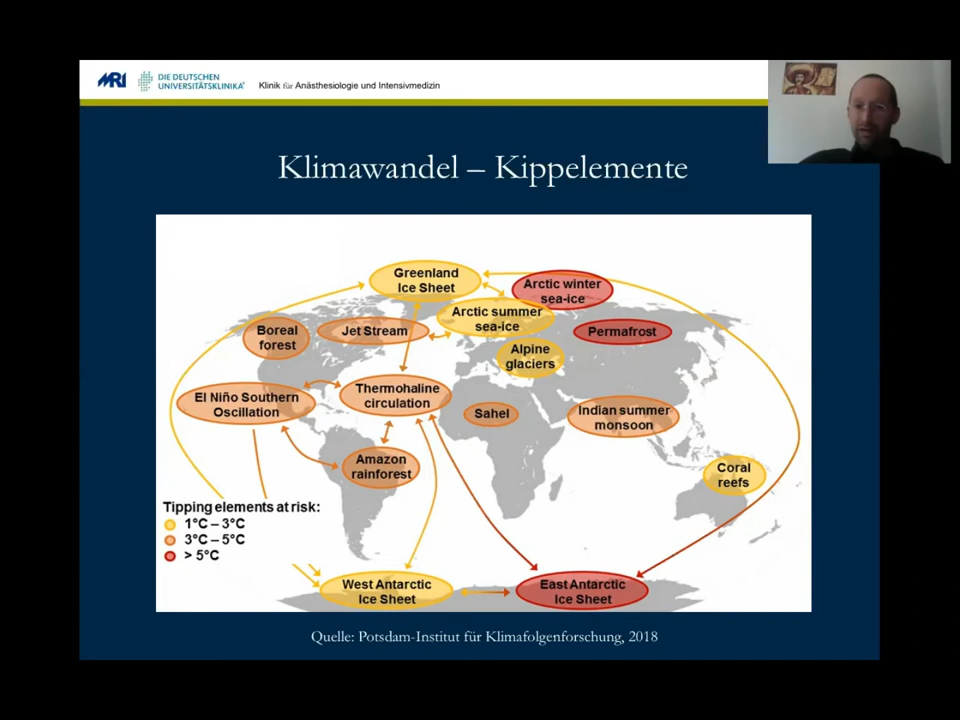 MRI
DIE DEUTSCHEN
UNIVERSITÄTSKLINIKA®
Klinik für Anästhesiologie und Intensivmedizin
Klimawandel – Kippelemente
Greenland
Ice Sheet
Arctic winter
sea-ice
Arctic summer
sea-ice
Boreal
forest
Jet Stream
Permafrost
Alpine
glaciers
El Niño Southern
Oscillation
Thermohaline
circulation
Sahel
Indian summer
monsoon
Amazon
rainforest
Coral
reefs
Tipping elements at risk:
1°C – 3°C
3°C – 5°C
> 5°C
West Antarctic
Ice Sheet
East Antarctic
Ice Sheet
Quelle: Potsdam-Institut für Klimafolgenforschung, 2018